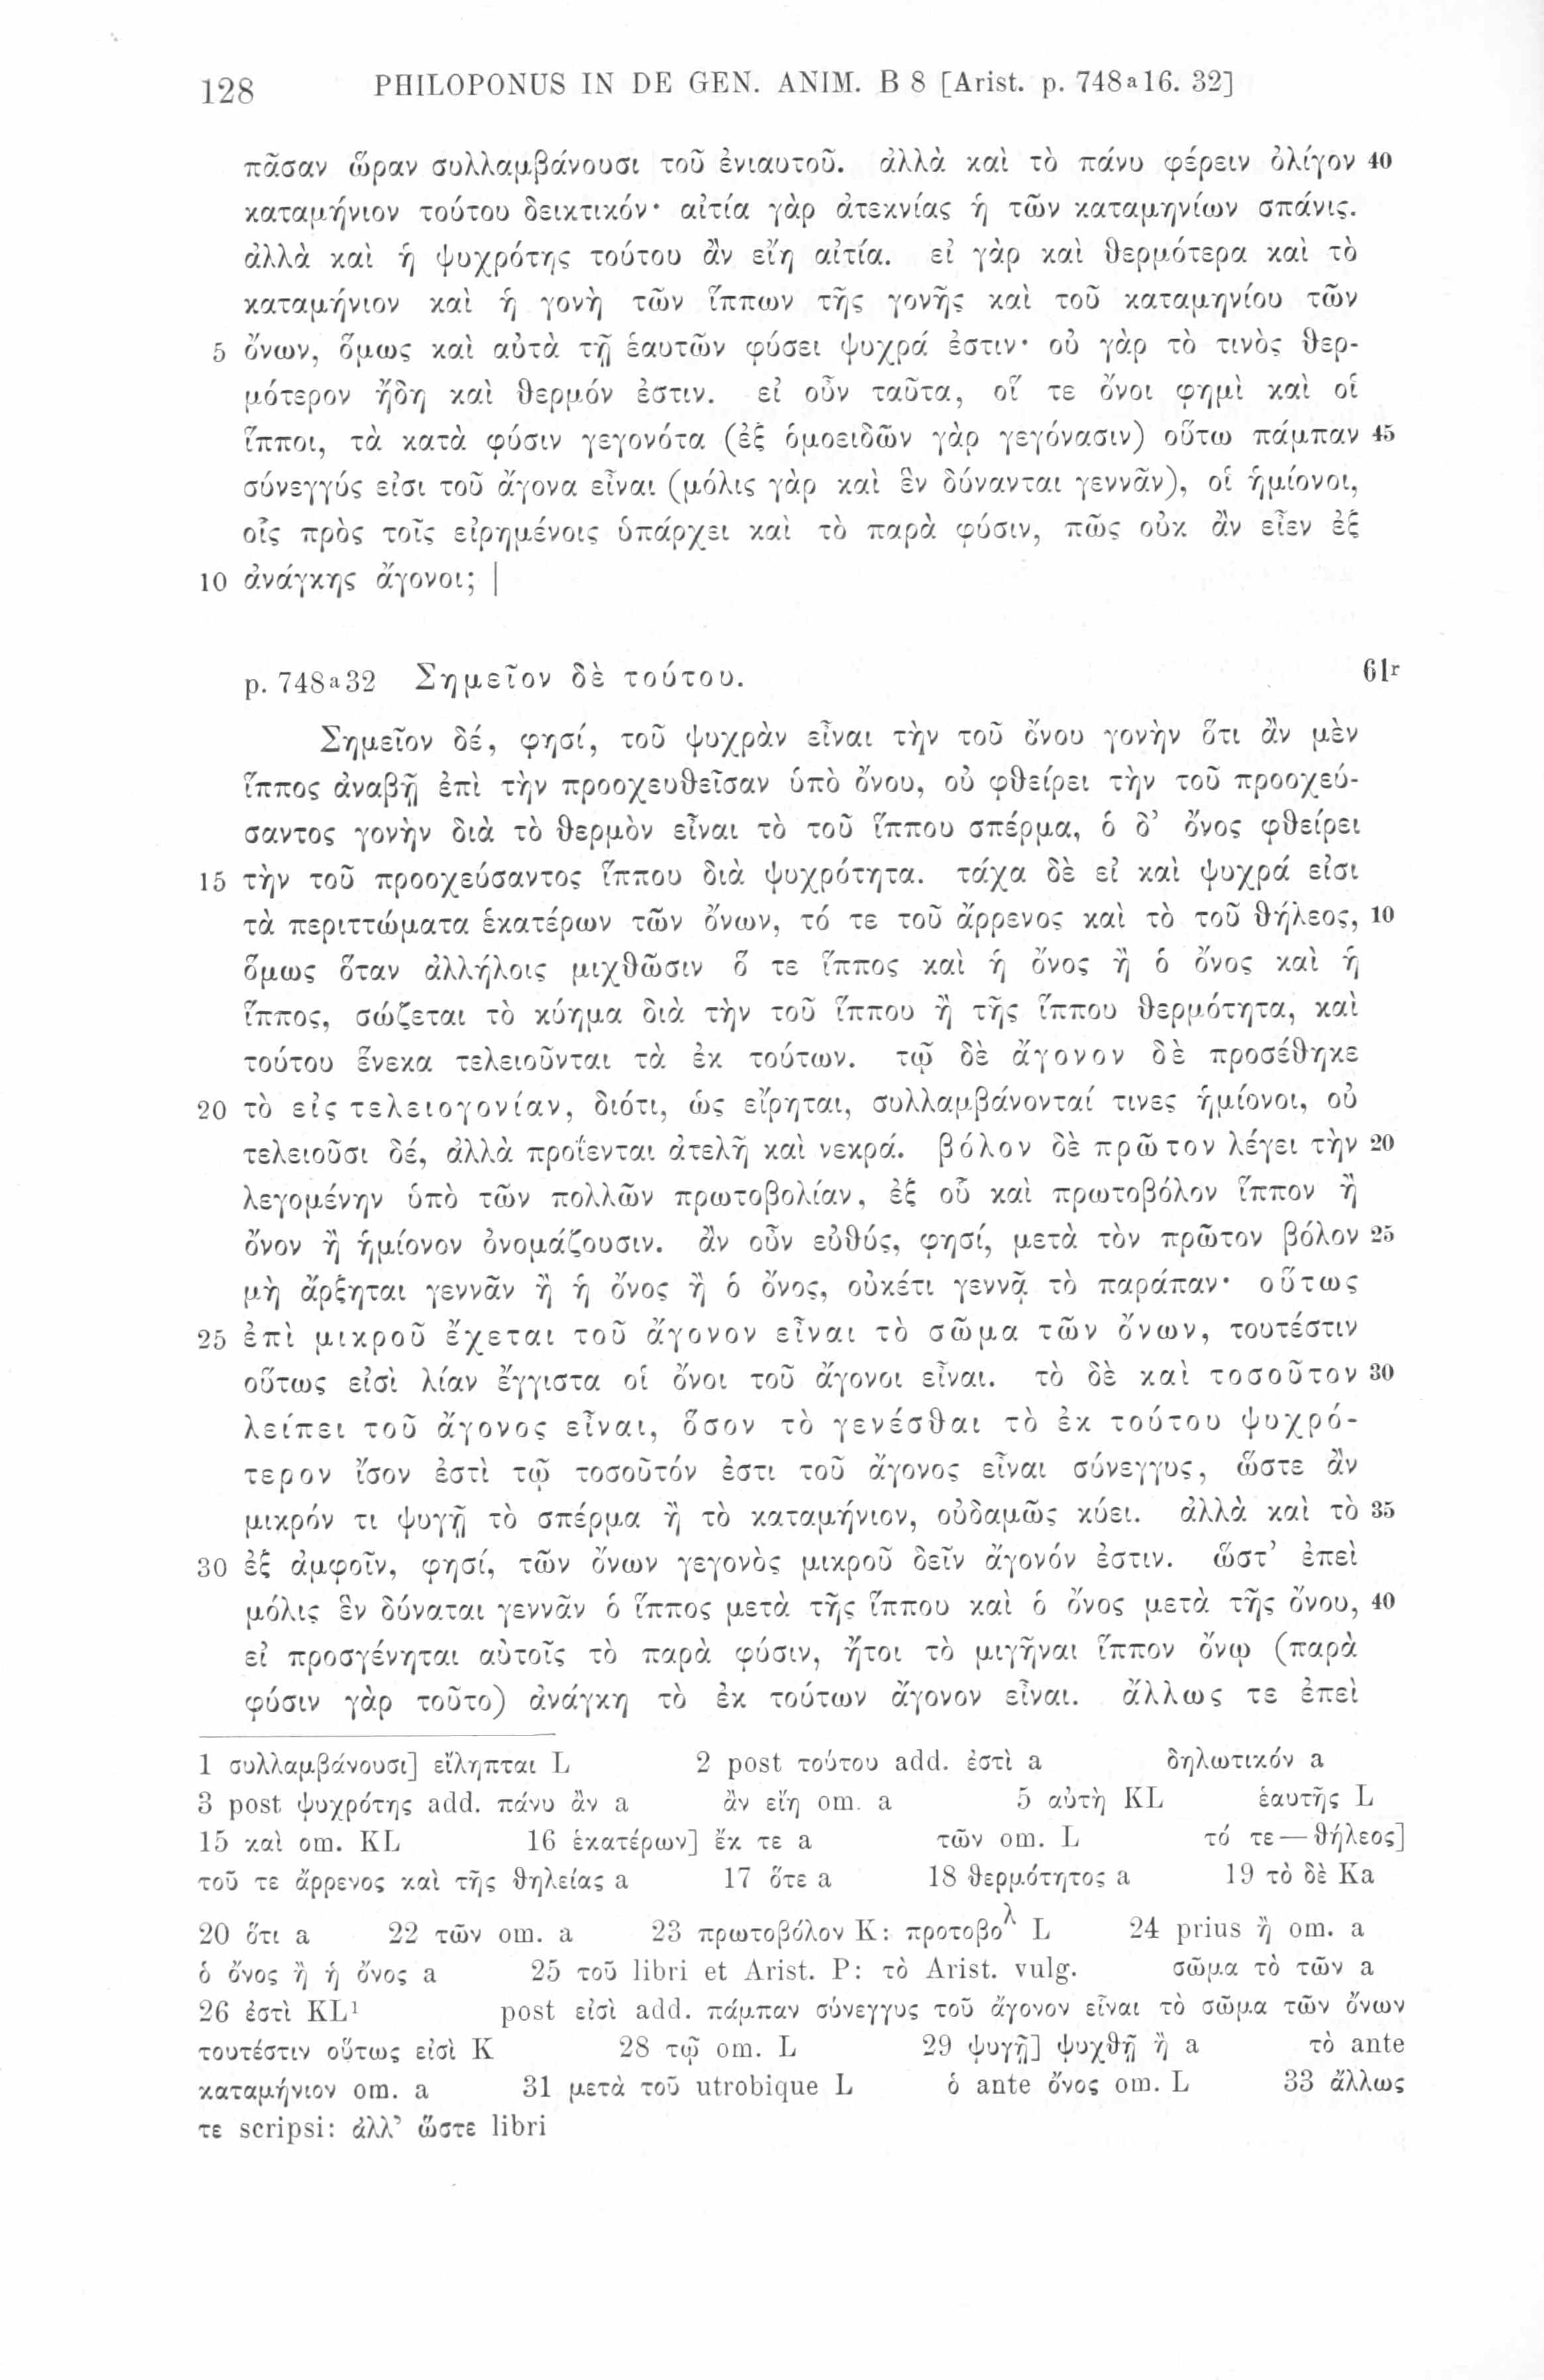 128 PHILOPONUS IN DE GEN. ANIM. B 8 [Arist. p. 748a16. 32]
πᾶσαν ὥραν συλλαμβάνουσι τοῦ ἐνιαυτοῦ. ἀλλὰ καὶ τὸ πάνυ φέρειν ὀλίγον 40
καταμήνιον τούτου δεικτικόν· αἰτία γὰρ ἀτεκνίας ἡ τῶν καταμηνίων σπάνις.
ἀλλὰ καὶ ἡ ψυχρότης τούτου ἂν εἴη αἰτία. εἰ γὰρ καὶ θερμότερα καὶ τὸ
καταμήνιον καὶ ἡ γονὴ τῶν ἵππων τῆς γονῆς καὶ τοῦ καταμηνίου τῶν
5 ὄνων, ὅμως καὶ αὐτὰ τῇ ἑαυτῶν φύσει ψυχρά ἐστιν· οὐ γὰρ τὸ τινὸς θερ-
μότερον ἤδη καὶ θερμόν ἐστιν. εἰ οὖν ταῦτα, οἵ τε ὄνοι φημὶ καὶ οἱ
ἵπποι, τὰ κατὰ φύσιν γεγονότα (ἐξ ὁμοειδῶν γὰρ γεγόνασιν) οὕτω πάμπαν 45
σύνεγγύς εἰσι τοῦ ἄγονα εἶναι (μόλις γὰρ καὶ ἓν δύνανται γεννᾶν), οἱ ἡμίονοι,
οἷς πρὸς τοῖς εἰρημένοις ὑπάρχει καὶ τὸ παρὰ φύσιν, πῶς οὐκ ἂν εἶεν ἐξ
10 ἀνάγκης ἄγονοι; |
p. 748a32 Σημεῖον δὲ τούτου. 61r
Σημεῖον δέ, φησί, τοῦ ψυχρὰν εἶναι τὴν τοῦ ὄνου γονὴν ὅτι ἂν μὲν
ἵππος ἀναβῇ ἐπὶ τὴν προοχευθεῖσαν ὑπὸ ὄνου, οὐ φθείρει τὴν τοῦ προοχεύ-
σαντος γονὴν διὰ τὸ θερμὸν εἶναι τὸ τοῦ ἵππου σπέρμα, ὁ δ’ ὄνος φθείρει
15 τὴν τοῦ προοχεύσαντος ἵππου διὰ ψυχρότητα. τάχα δὲ εἰ καὶ ψυχρά εἰσι
τὰ περιττώματα ἑκατέρων τῶν ὄνων, τό τε τοῦ ἄρρενος καὶ τὸ τοῦ θήλεος, 10
ὅμως ὅταν ἀλλήλοις μιχθῶσιν ὅ τε ἵππος καὶ ἡ ὄνος ἢ ὁ ὄνος καὶ ἡ
ἵππος, σώζεται τὸ κύημα διὰ τὴν τοῦ ἵππου ἢ τῆς ἵππου θερμότητα, καὶ
τούτου ἕνεκα τελειοῦνται τὰ ἐκ τούτων. τῷ δὲ ἄγονον δὲ προσέθηκε
20 τὸ εἰς τελειογονίαν, διότι, ὡς εἴρηται, συλλαμβάνονταί τινες ἡμίονοι, οὐ
τελειοῦσι δέ, ἀλλὰ προΐενται ἀτελῆ καὶ νεκρά. βόλον δὲ πρῶτον λέγει τὴν 20
λεγομένην ὑπὸ τῶν πολλῶν πρωτοβολίαν, ἐξ οὗ καὶ πρωτοβόλον ἵππον ἢ
ὄνον ἢ ἡμίονον ὀνομάζουσιν. ἂν οὖν εὐθύς, φησί, μετὰ τὸν πρῶτον βόλον 25
μὴ ἄρξηται γεννᾶν ἢ ἡ ὄνος ἢ ὁ ὄνος, οὐκέτι γεννᾷ τὸ παράπαν· οὕτως
25 ἐπὶ μικροῦ ἔχεται τοῦ ἄγονον εἶναι τὸ σῶμα τῶν ὄνων, τουτέστιν
οὕτως εἰσὶ λίαν ἔγγιστα οἱ ὄνοι τοῦ ἄγονοι εἶναι. τὸ δὲ καὶ τοσοῦτον 30
λείπει τοῦ ἄγονος εἶναι, ὅσον τὸ γενέσθαι τὸ ἐκ τούτου ψυχρό-
τερον ἴσον ἐστὶ τῷ τοσοῦτόν ἐστι τοῦ ἄγονος εἶναι σύνεγγυς, ὥστε ἂν
μικρόν τι ψυγῇ τὸ σπέρμα ἢ τὸ καταμήνιον, οὐδαμῶς κύει. ἀλλὰ καὶ τὸ 35
30 ἐξ ἀμφοῖν, φησί, τῶν ὄνων γεγονὸς μικροῦ δεῖν ἄγονόν ἐστιν. ὥστ’ ἐπεὶ
μόλις ἓν δύναται γεννᾶν ὁ ἵππος μετὰ τῆς ἵππου καὶ ὁ ὄνος μετὰ τῆς ὄνου, 40
εἰ προσγένηται αὐτοῖς τὸ παρὰ φύσιν, ἤτοι τὸ μιγῆναι ἵππον ὄνῳ (παρὰ
φύσιν γὰρ τοῦτο) ἀνάγκη τὸ ἐκ τούτων ἄγονον εἶναι. ἄλλως τε ἐπεὶ
1 συλλαμβάνουσι] εἴληπται L 2 post τούτου add. ἐστὶ a δηλωτικόν a
3 post ψυχρότης add. πάνυ ἂν a ἂν εἴη om. a 5 αὐτὴ KL ἑαυτῆς L
15 καὶ om. KL 16 ἑκατέρων] ἔκ τε a τῶν om. L τό τε — θήλεος]
τοῦ τε ἄρρενος καὶ τῆς θηλείας a 17 ὅτε a 18 θερμότητος a 19 τὸ δὲ Ka
20 ὅτι a 22 τῶν om. a 23 πρωτοβόλον K: προτοβολ L 24 prius ἢ om. a
ὁ ὄνος ἢ ἡ ὄνος a 25 τοῦ libri et Arist. P: τὸ Arist. vulg. σῶμα τὸ τῶν a
26 ἐστὶ KL1 post εἰσὶ add. πάμπαν σύνεγγυς τοῦ ἄγονον εἶναι τὸ σῶμα τῶν ὄνων
τουτέστιν οὕτως εἰσὶ K 28 τῷ om. L 29 ψυγῇ] ψυχθῇ ἢ a τὸ ante
καταμήνιον om. a 31 μετὰ τοῦ utrobique L ὁ ante ὄνος om. L 33 ἄλλως
τε scripsi: ἀλλ’ ὥστε libri